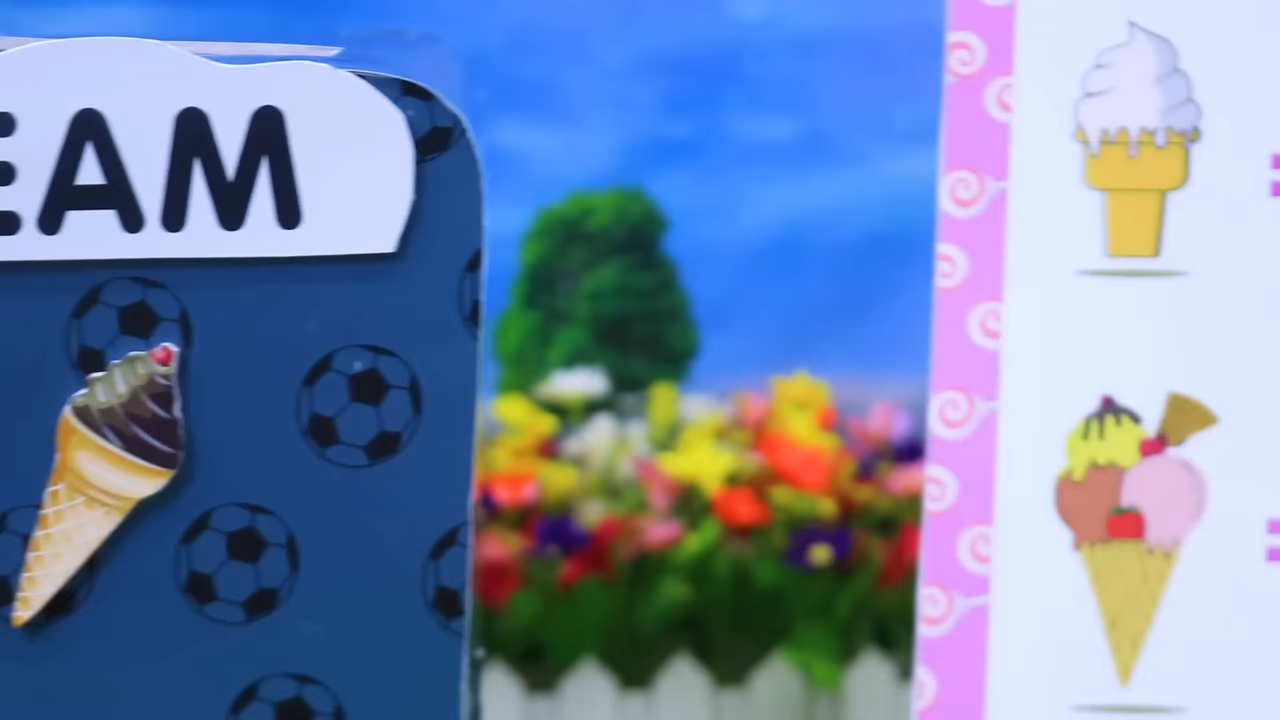 EAM
=
=